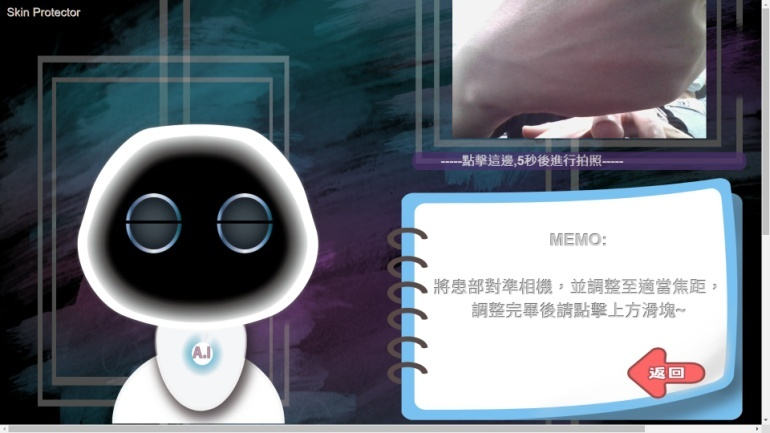 Skin Protector
-----點擊這邊,5秒後進行拍照-----
MEMO:
將患部對準相機，並調整至適當焦距，
調整完畢後請點擊上方滑塊~
A.I
返回